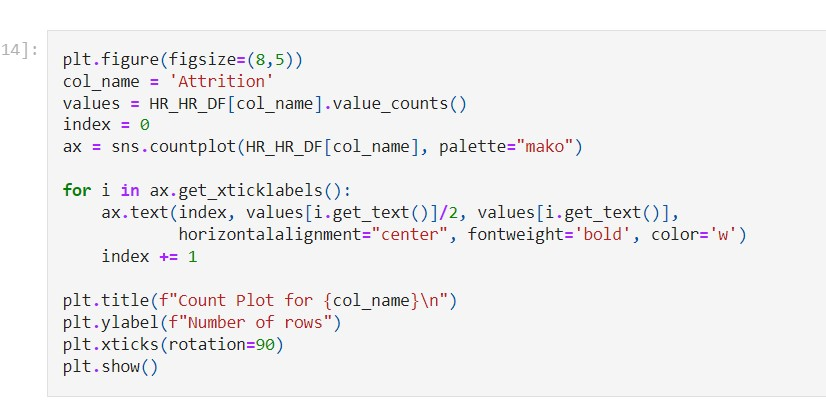 14]:
plt.figure(figsize=(8,5))
col_name = 'Attrition'
values = HR_HR_DF[col_name].value_counts()
index = 0
ax = sns.countplot(HR_HR_DF[col_name], palette="mako")

for i in ax.get_xticklabels():
    ax.text(index, values[i.get_text()]/2, values[i.get_text()],
            horizontalalignment="center", fontweight='bold', color='w')
    index += 1

plt.title(f"Count Plot for {col_name}\n")
plt.ylabel(f"Number of rows")
plt.xticks(rotation=90)
plt.show()